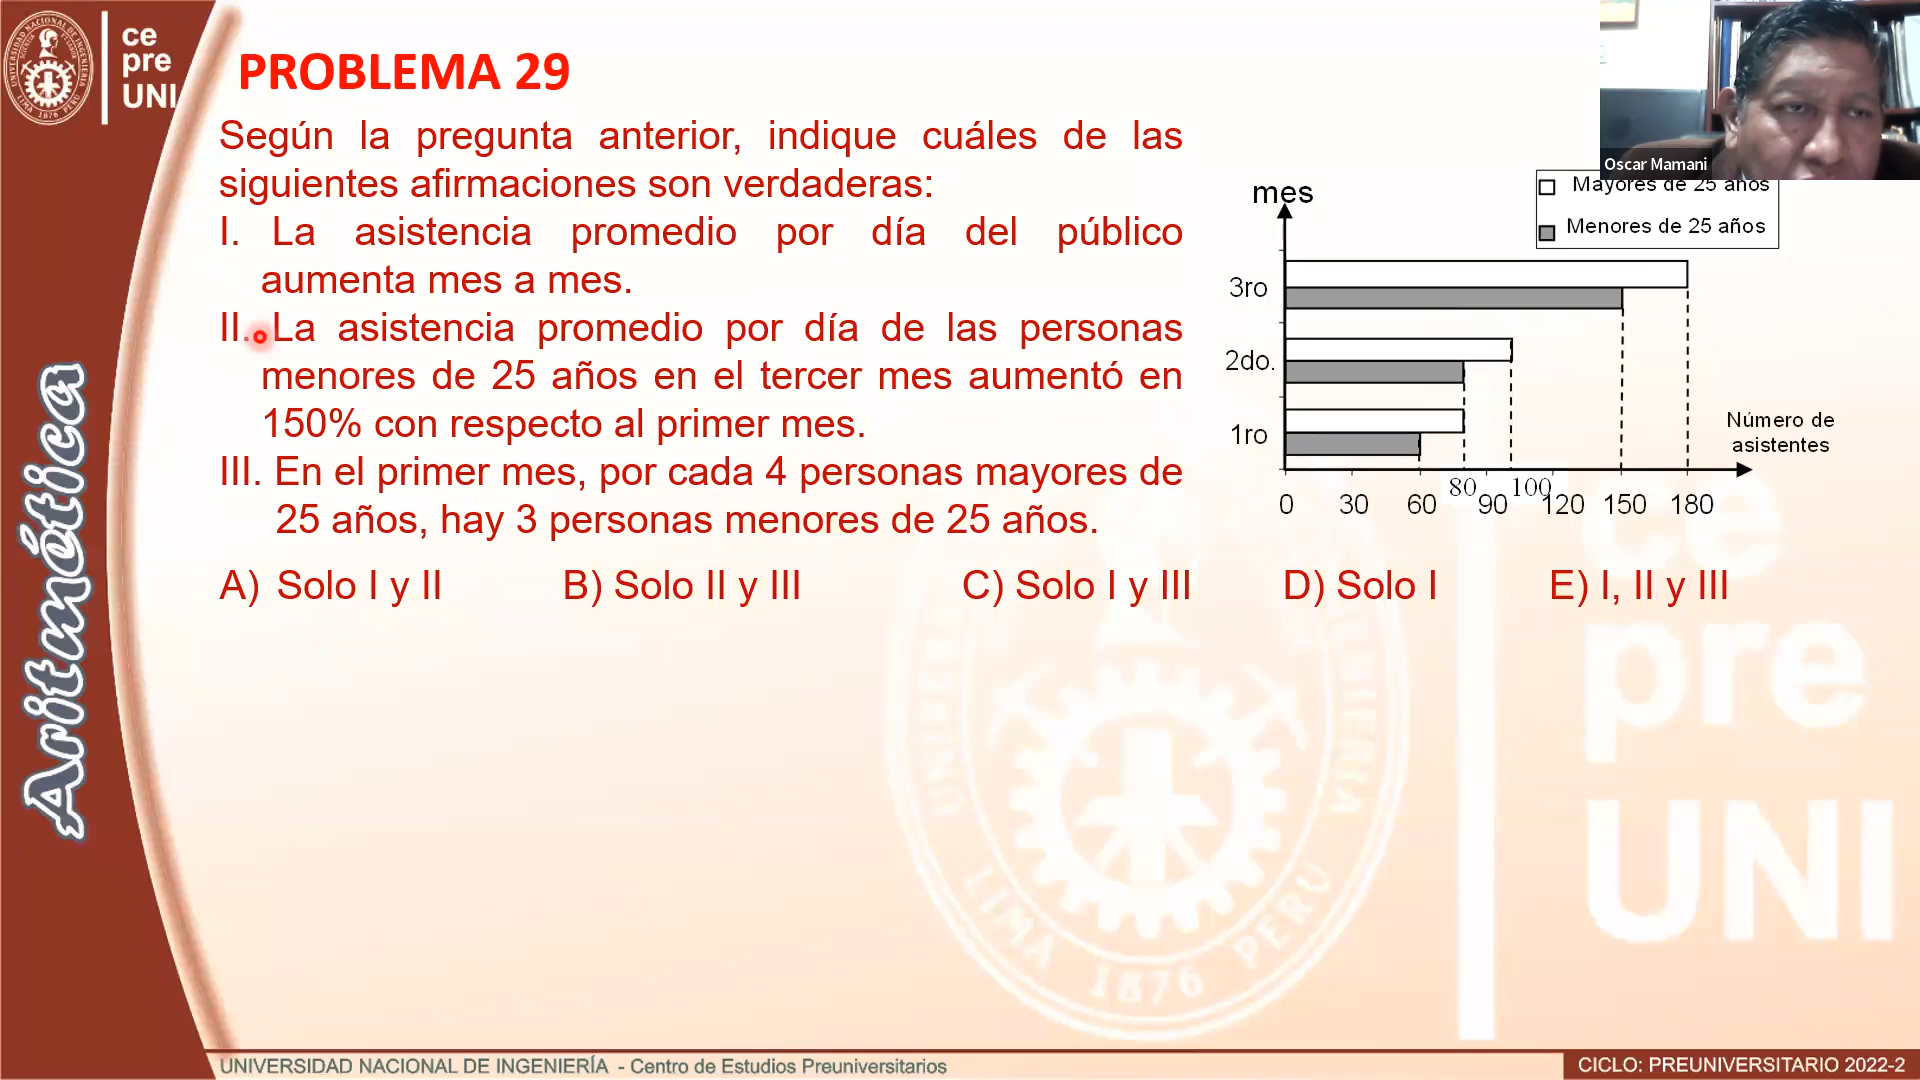 ce
pre
UNI
PROBLEMA 29
Según la pregunta anterior, indique cuáles de las
siguientes afirmaciones son verdaderas:
I. La asistencia promedio por día del público
aumenta mes a mes.
II. La asistencia promedio por día de las personas
menores de 25 años en el tercer mes aumentó en
150% con respecto al primer mes.
III. En el primer mes, por cada 4 personas mayores de
25 años, hay 3 personas menores de 25 años.
A) Solo I y II B) Solo II y III C) Solo I y III D) Solo I E) I, II y III
Oscar Mamani
Mayores de 25 años
Menores de 25 años
mes
3ro
2do.
1ro
Número de
asistentes
80 100
0 30 60 90 120 150 180
Aritmética
ce
pre
UNI
LIMA 1876 PERU
UNIVERSIDAD NACIONAL DE INGENIERÍA - Centro de Estudios Preuniversitarios
CICLO: PREUNIVERSITARIO 2022-2